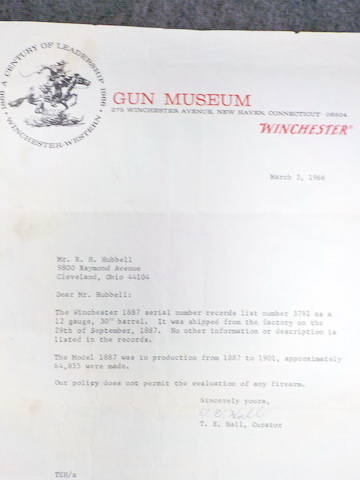 1866 A CENTURY OF LEADERSHIP 1966
WINCHESTER-WESTERN
GUN MUSEUM
275 WINCHESTER AVENUE, NEW HAVEN, CONNECTICUT 06504
WINCHESTER®
March 3, 1966
Mr. R. H. Hubbell
9800 Raymond Avenue
Cleveland, Ohio 44104
Dear Mr. Hubbell:
The Winchester 1887 serial number records list number 3792 as a
12 gauge, 30" barrel. It was shipped from the factory on the
29th of September, 1887. No other information or description is
listed in the records.
The Model 1887 was in production from 1887 to 1901, approximately
64,855 were made.
Our policy does not permit the evaluation of any firearm.
Sincerely yours,
T. E. Hall
T. E. Hall, Curator
TEH/a